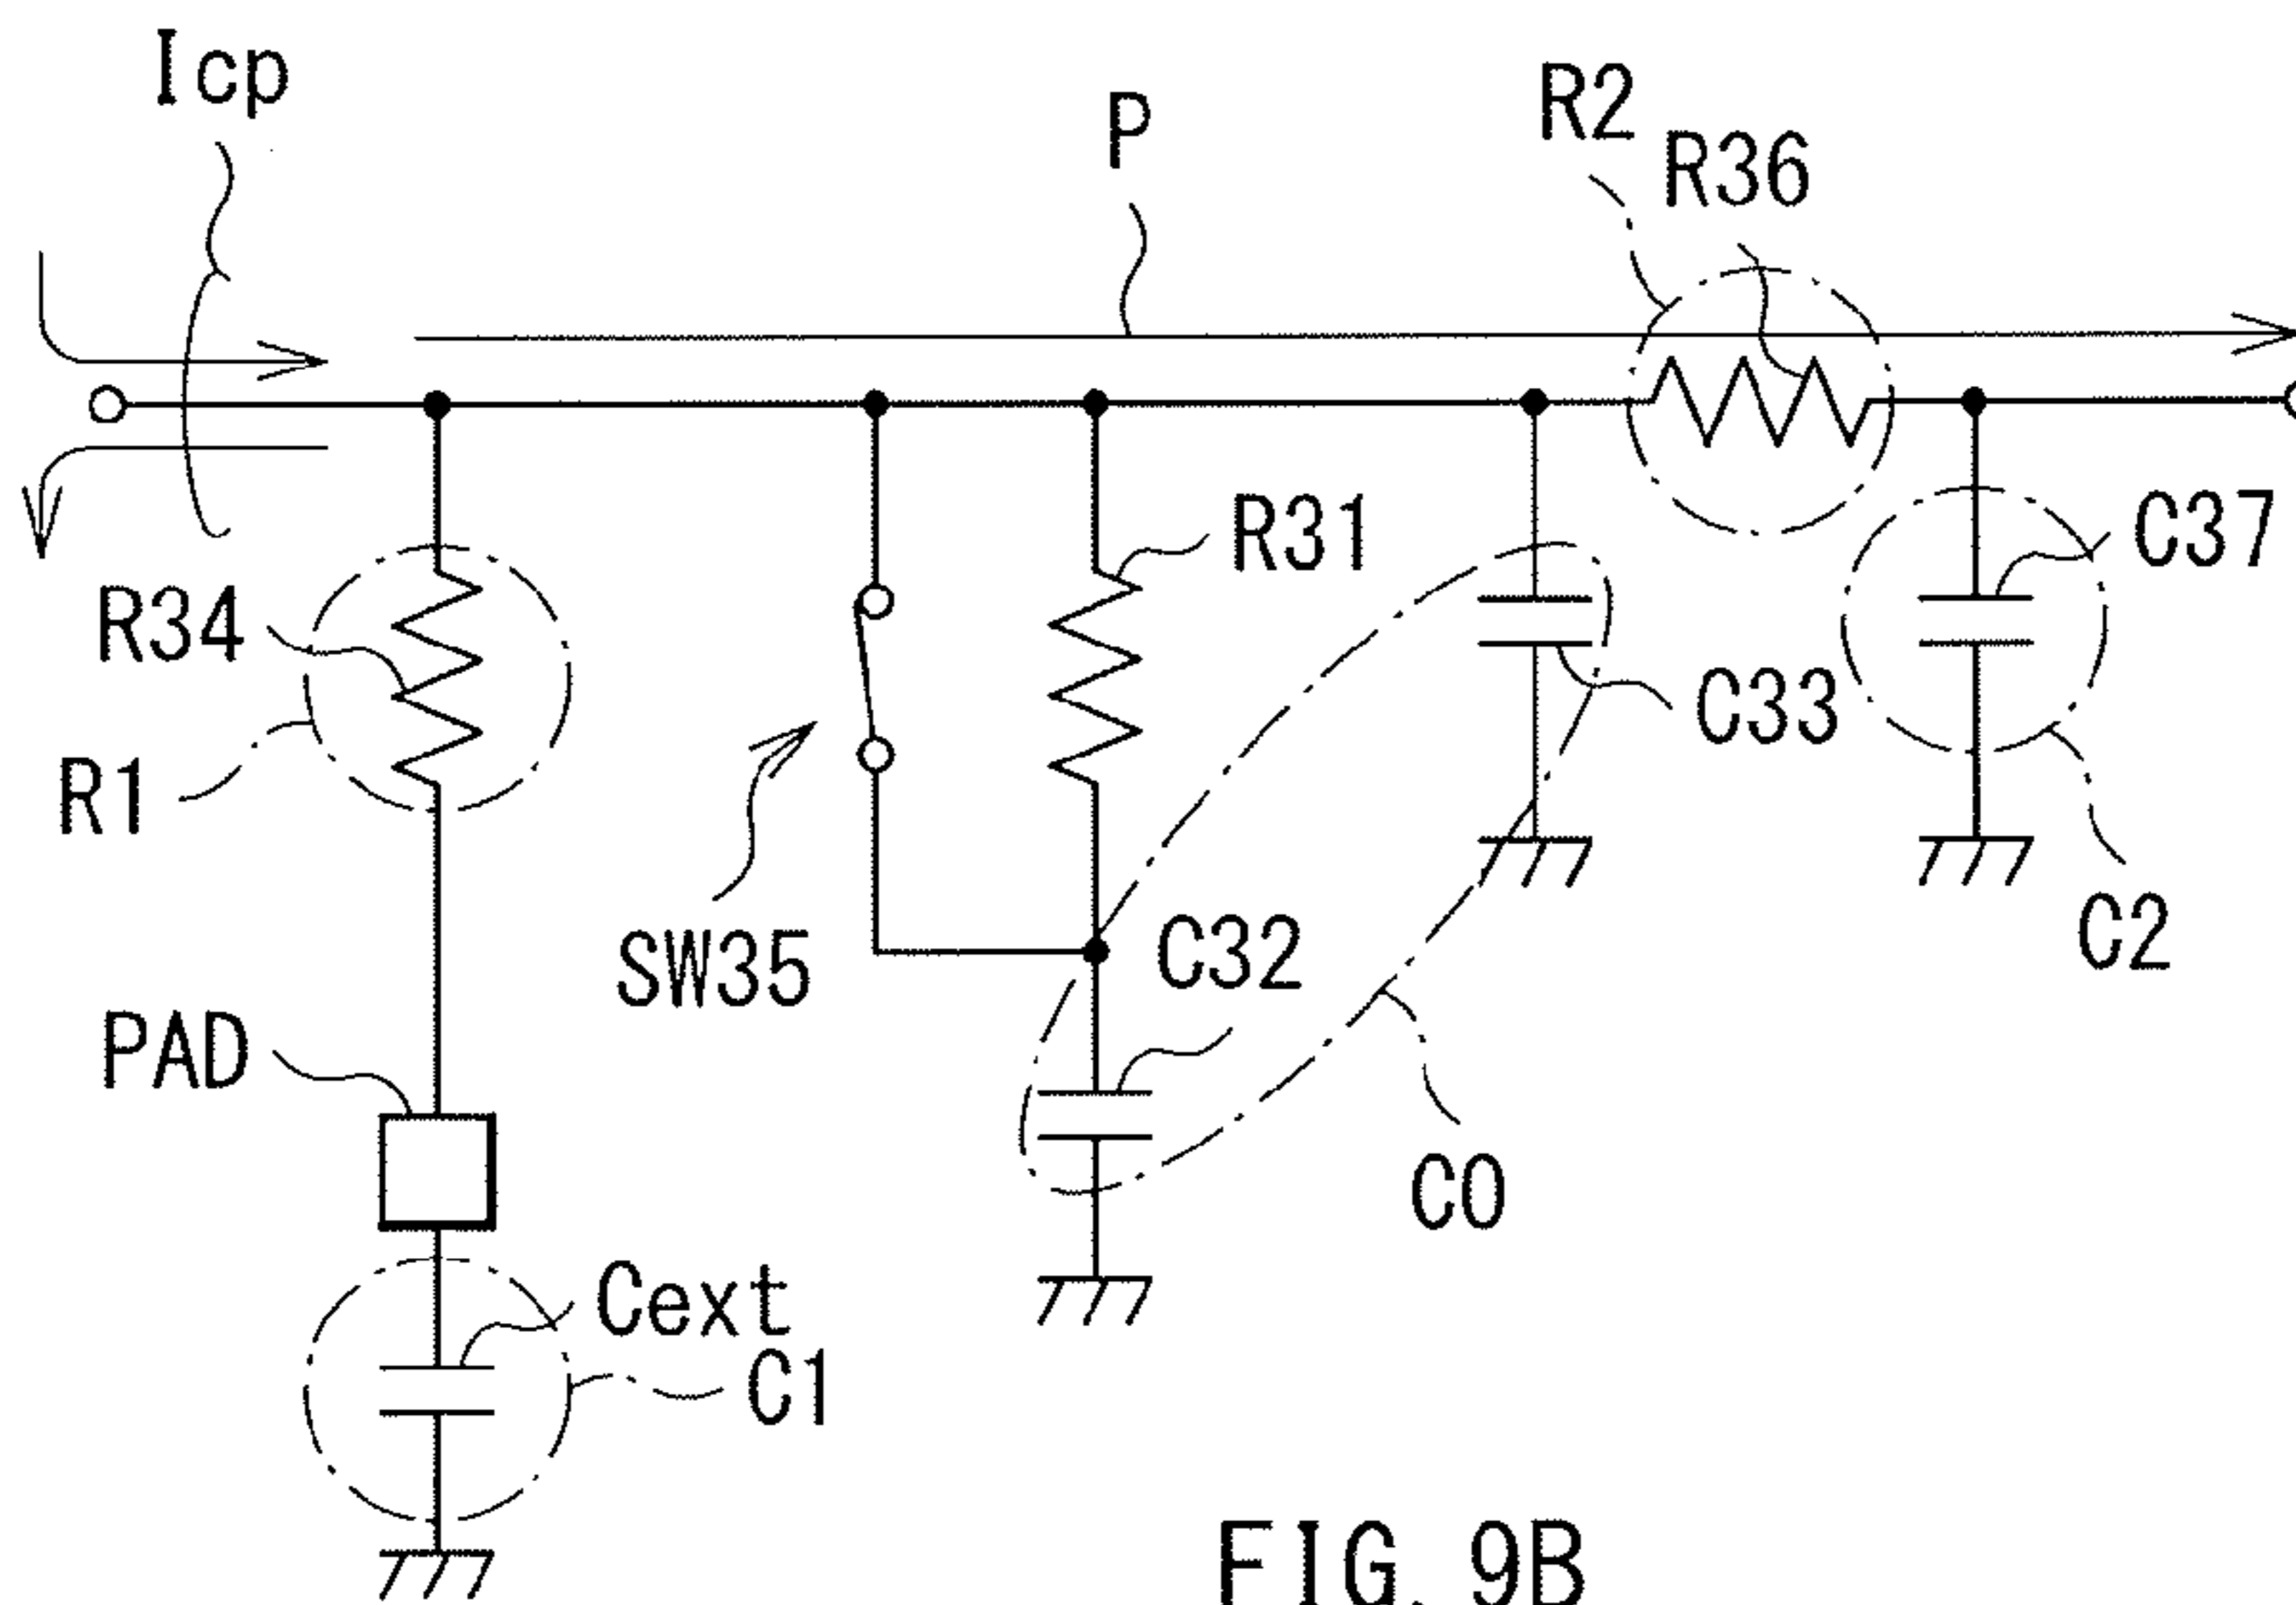 Icp
P
R2
R36
R31
C37
R34
C33
R1
SW35
C32
C2
PAD
C0
Cext
C1
FIG. 9B